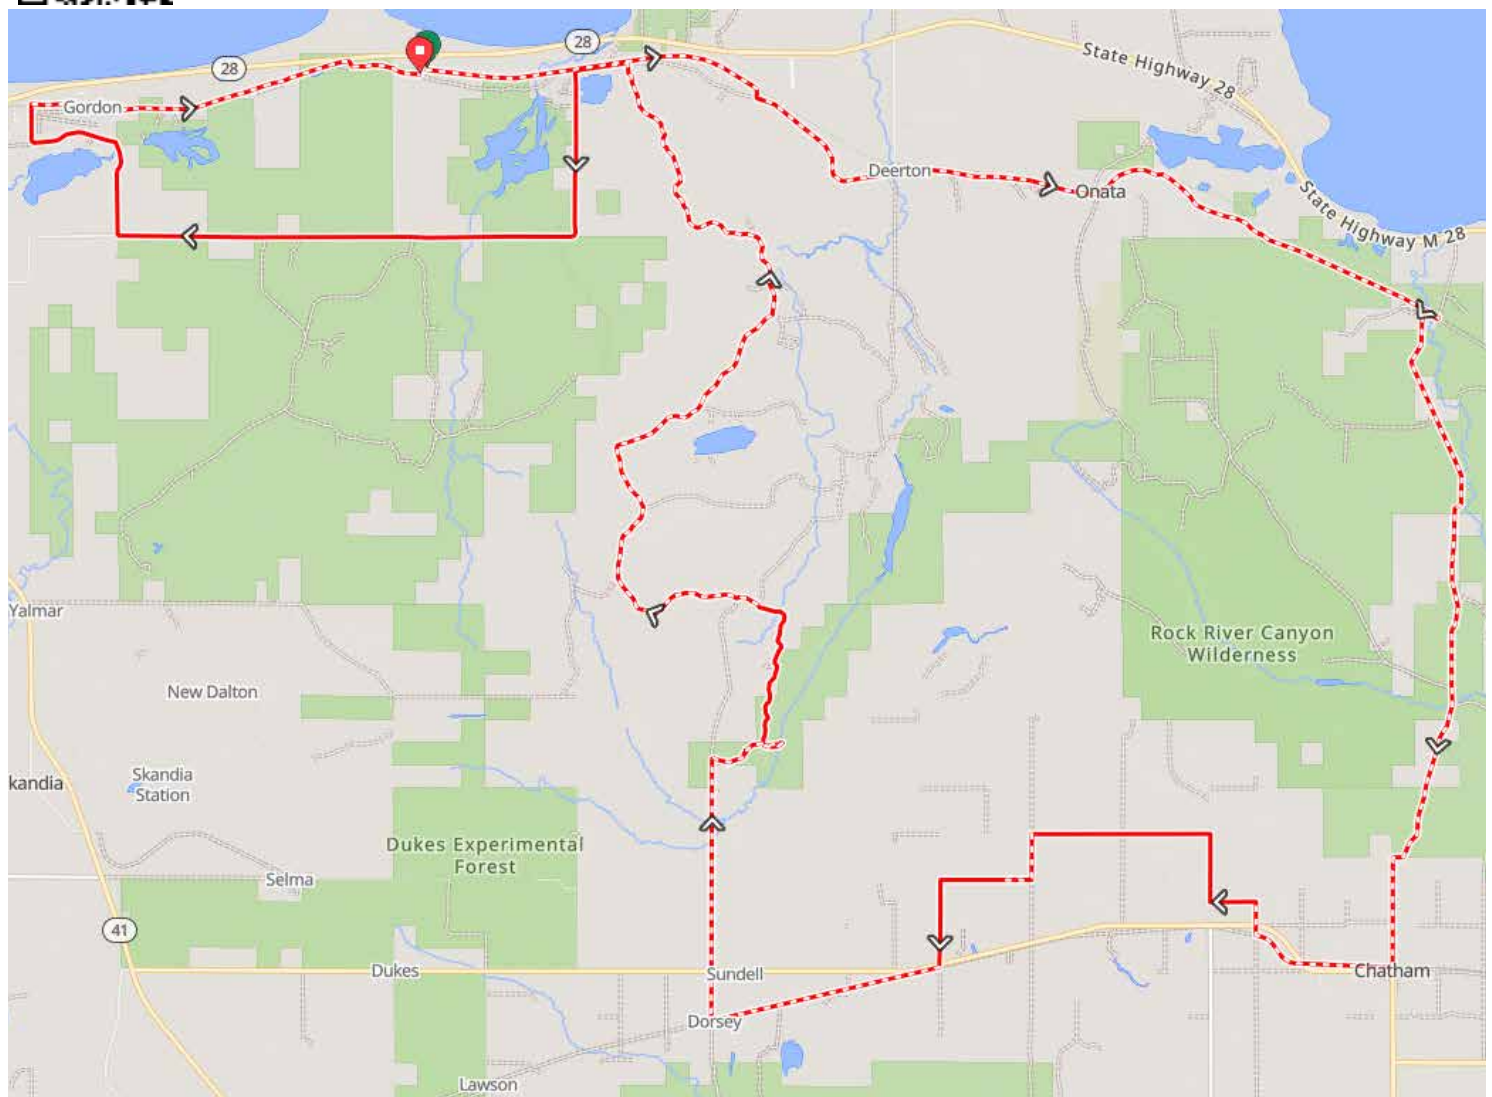 28
28
State Highway 28
Gordon
Deerton
Onata
State Highway M 28
Yalmar
Rock River Canyon
Wilderness
New Dalton
Skandia
Station
kandia
Dukes Experimental
Forest
Selma
41
Dukes
Sundell
Chatham
Dorsey
Lawson